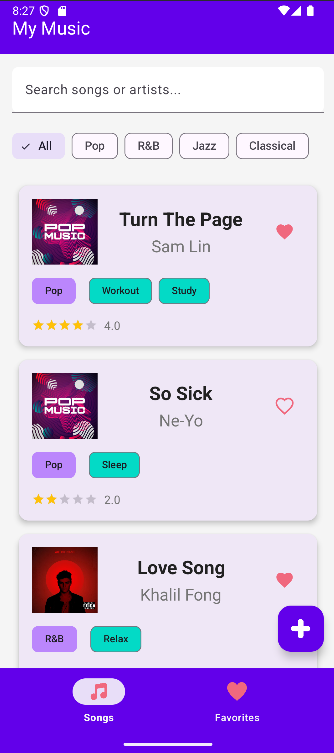 8:27
My Music
Search songs or artists...
All Pop R&B Jazz Classical
POP
MUSIC
Turn The Page
Sam Lin
Pop Workout Study
4.0
POP
MUSIC
So Sick
Ne-Yo
Pop Sleep
2.0
Love Song
Khalil Fong
R&B Relax
Songs Favorites